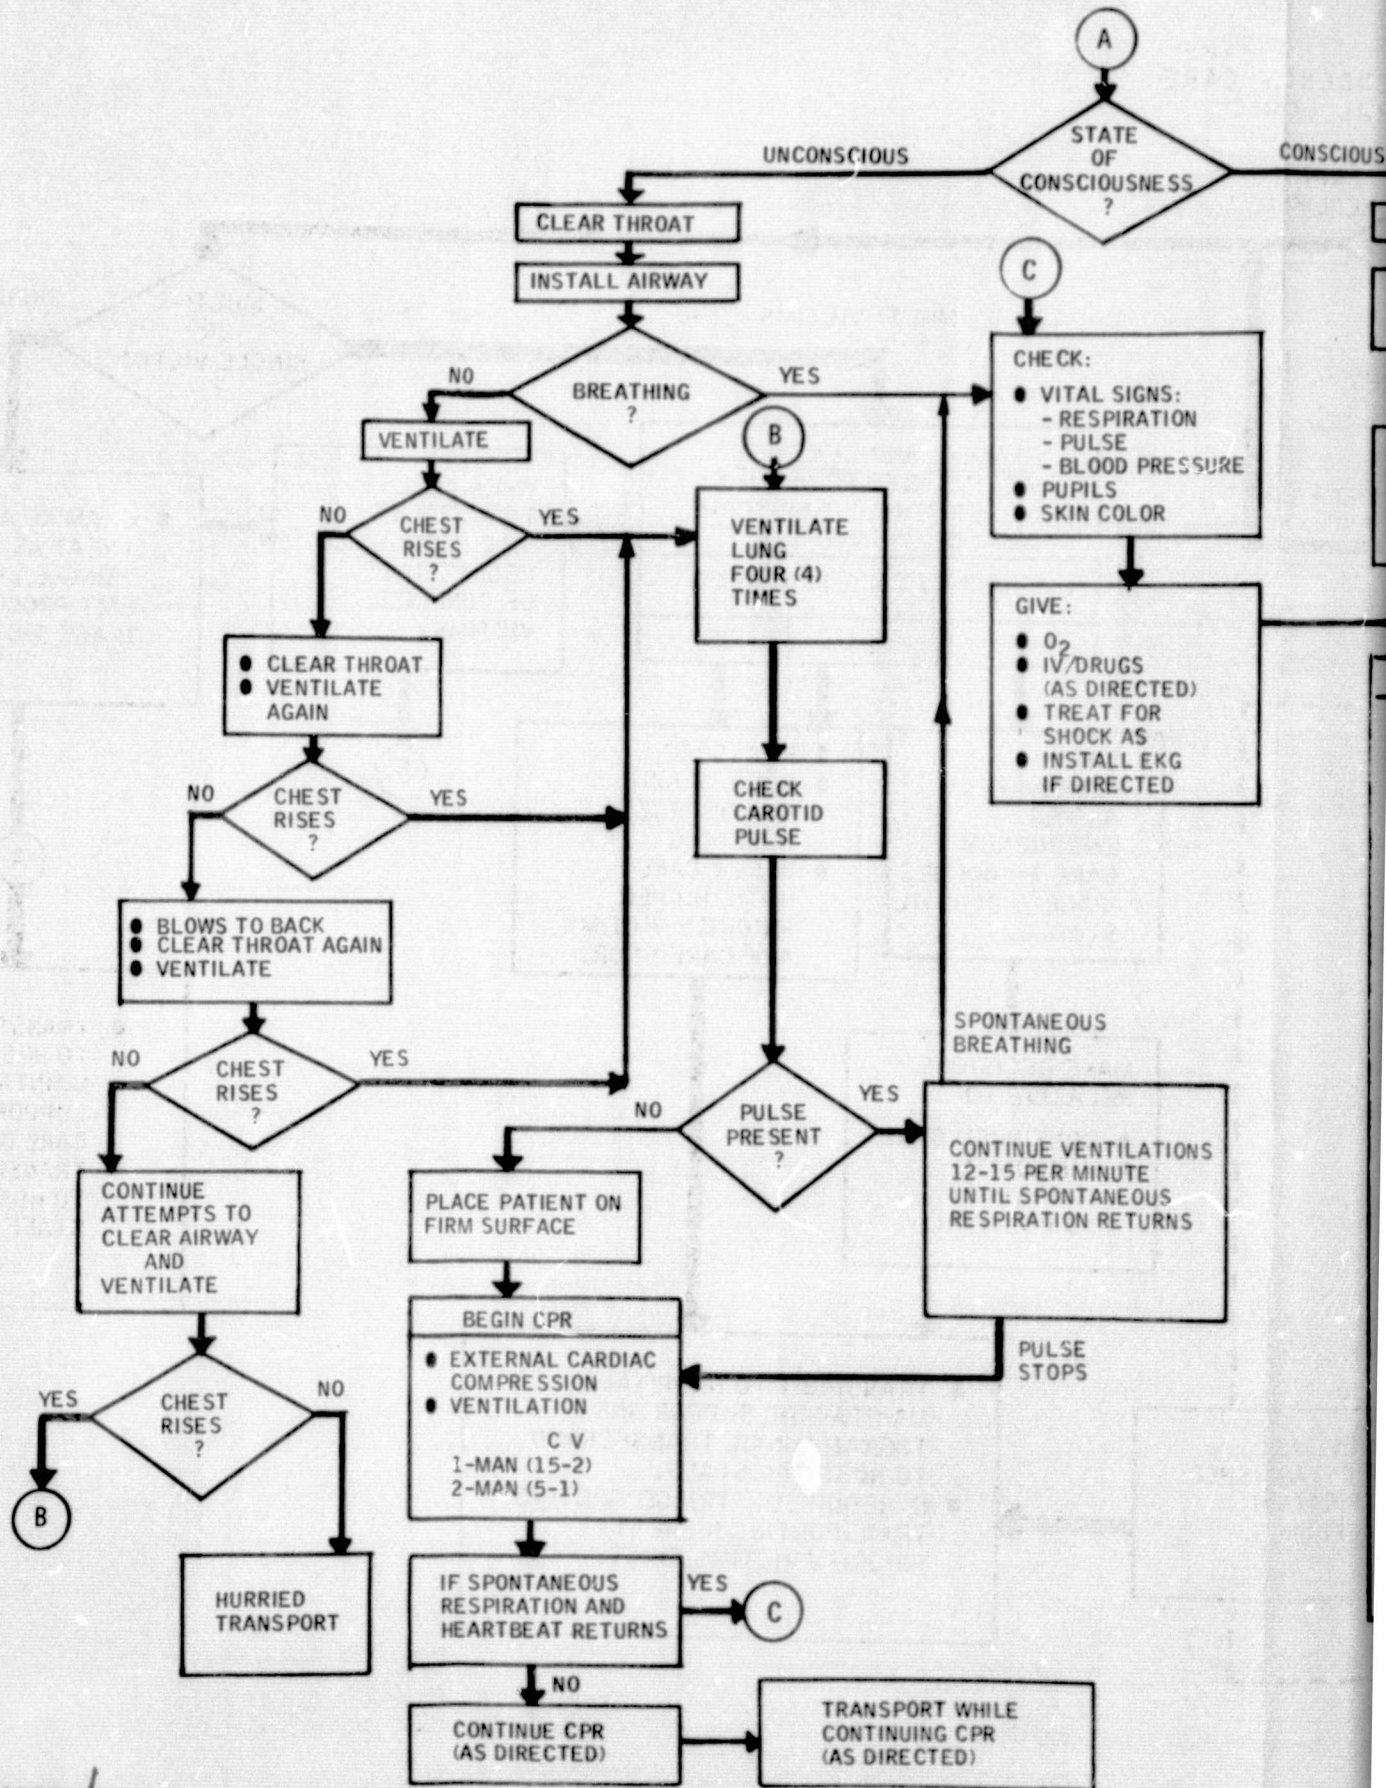 A
STATE
OF
CONSCIOUSNESS
?
UNCONSCIOUS
CONSCIOUS
CLEAR THROAT
INSTALL AIRWAY
BREATHING
?
NO
YES
C
CHECK:
● VITAL SIGNS:
- RESPIRATION
- PULSE
- BLOOD PRESSURE
● PUPILS
● SKIN COLOR
GIVE:
● O2
● IV/DRUGS
(AS DIRECTED)
● TREAT FOR
SHOCK AS
● INSTALL EKG
IF DIRECTED
VENTILATE
CHEST
RISES
?
NO
YES
B
VENTILATE
LUNG
FOUR (4)
TIMES
● CLEAR THROAT
● VENTILATE
AGAIN
CHEST
RISES
?
NO
YES
CHECK
CAROTID
PULSE
● BLOWS TO BACK
● CLEAR THROAT AGAIN
● VENTILATE
CHEST
RISES
?
NO
YES
SPONTANEOUS
BREATHING
PULSE
PRESENT
?
NO
YES
CONTINUE VENTILATIONS
12-15 PER MINUTE
UNTIL SPONTANEOUS
RESPIRATION RETURNS
PULSE
STOPS
CONTINUE
ATTEMPTS TO
CLEAR AIRWAY
AND
VENTILATE
CHEST
RISES
?
YES
NO
B
HURRIED
TRANSPORT
PLACE PATIENT ON
FIRM SURFACE
BEGIN CPR
● EXTERNAL CARDIAC
COMPRESSION
● VENTILATION
C V
1-MAN (15-2)
2-MAN (5-1)
IF SPONTANEOUS
RESPIRATION AND
HEARTBEAT RETURNS
YES
C
NO
CONTINUE CPR
(AS DIRECTED)
TRANSPORT WHILE
CONTINUING CPR
(AS DIRECTED)